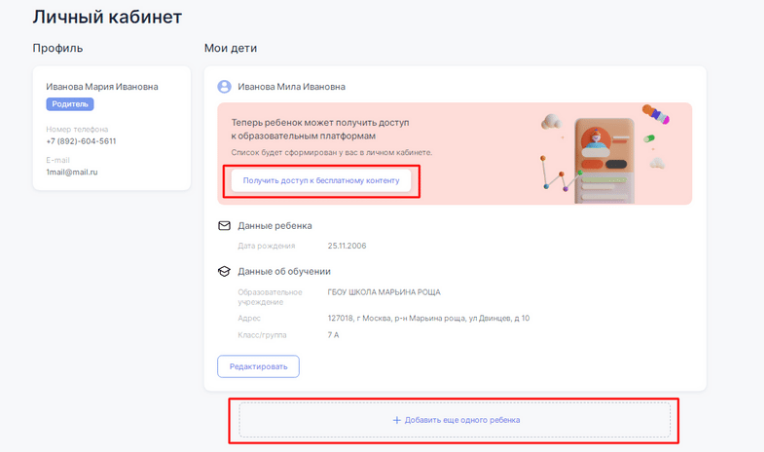 Личный кабинет
Профиль
Мои дети
Иванова Мария Ивановна
Родитель
Номер телефона
+7 (892)-604-5611
E-mail
1mail@mail.ru
Иванова Мила Ивановна
Теперь ребенок может получить доступ
к образовательным платформам
Список будет сформирован у вас в личном кабинете.
Получить доступ к бесплатному контенту
Данные ребенка
Дата рождения 25.11.2006
Данные об обучении
Образовательное
учреждение
ГБОУ ШКОЛА МАРЬИНА РОЩА
Адрес 127018, г Москва, р-н Марьина роща, ул Двинцев, д 10
Класс/группа 7 А
Редактировать
+ Добавить еще одного ребенка